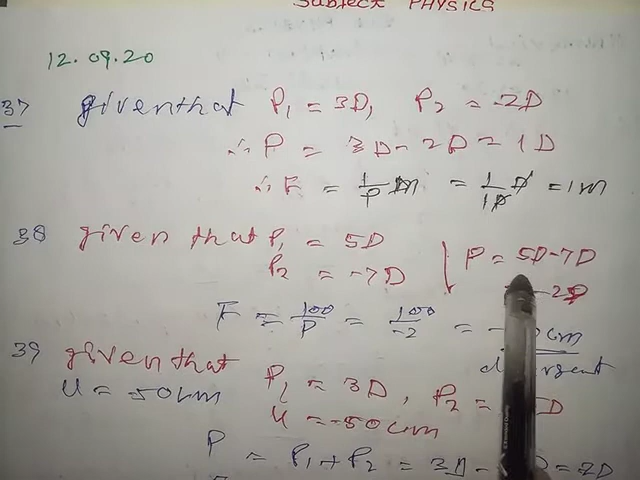 Subject PHYSICS
12.09.20
37 given that P₁ = 3D, P₂ = -2D
∴ P = 3D - 2D = 1D
∴ F = 1/P m = 1/1D = 1m
38 given that P₁ = 5D
P₂ = -7D
P = 5D - 7D
-2D
F = 100/P = 100/-2 =
39 given that P₁ = 3D, P₂ =
u = -50cm u = -50cm
P = P₁ + P₂ = 3D - = 2D